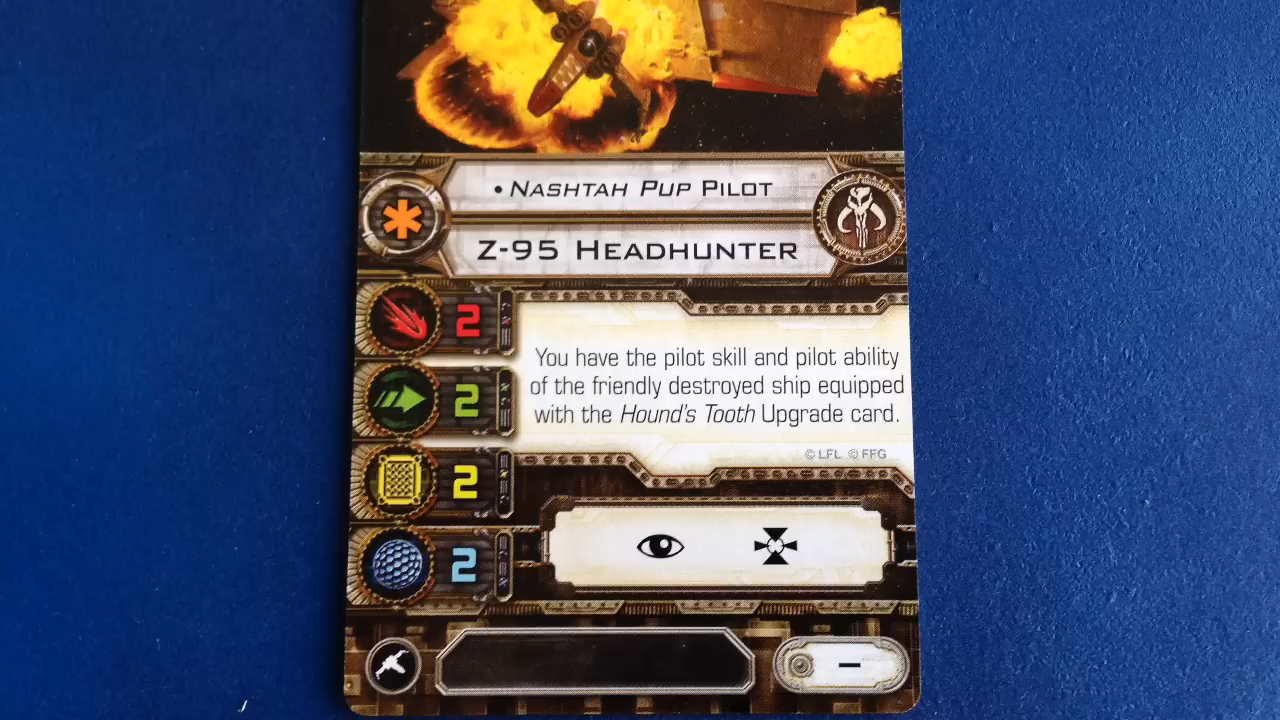 • NASHTAH PUP PILOT
Z-95 HEADHUNTER
*
2
You have the pilot skill and pilot ability
of the friendly destroyed ship equipped
with the Hound's Tooth Upgrade card.
2
© LFL © FFG
2
2
–